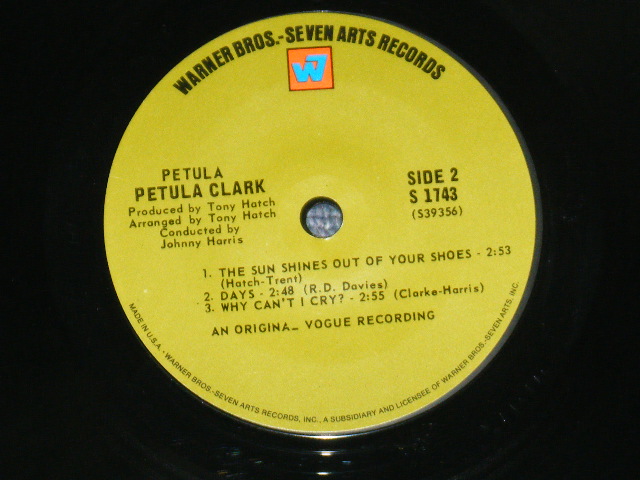 WARNER BROS.-SEVEN ARTS RECORDS
W7
PETULA
PETULA CLARK
Produced by Tony Hatch
Arranged by Tony Hatch
Conducted by
Johnny Harris
SIDE 2
S 1743
(S39356)
1. THE SUN SHINES OUT OF YOUR SHOES - 2:53
(Hatch-Trent)
2. DAYS - 2:48 (R.D. Davies)
3. WHY CAN'T I CRY? - 2:55 (Clarke-Harris)
AN ORIGINA_ VOGUE RECORDING
MADE IN U.S.A. - WARNER BROS.-SEVEN ARTS RECORDS, INC., A SUBSIDIARY AND LICENSEE OF WARNER BROS.-SEVEN ARTS, INC.